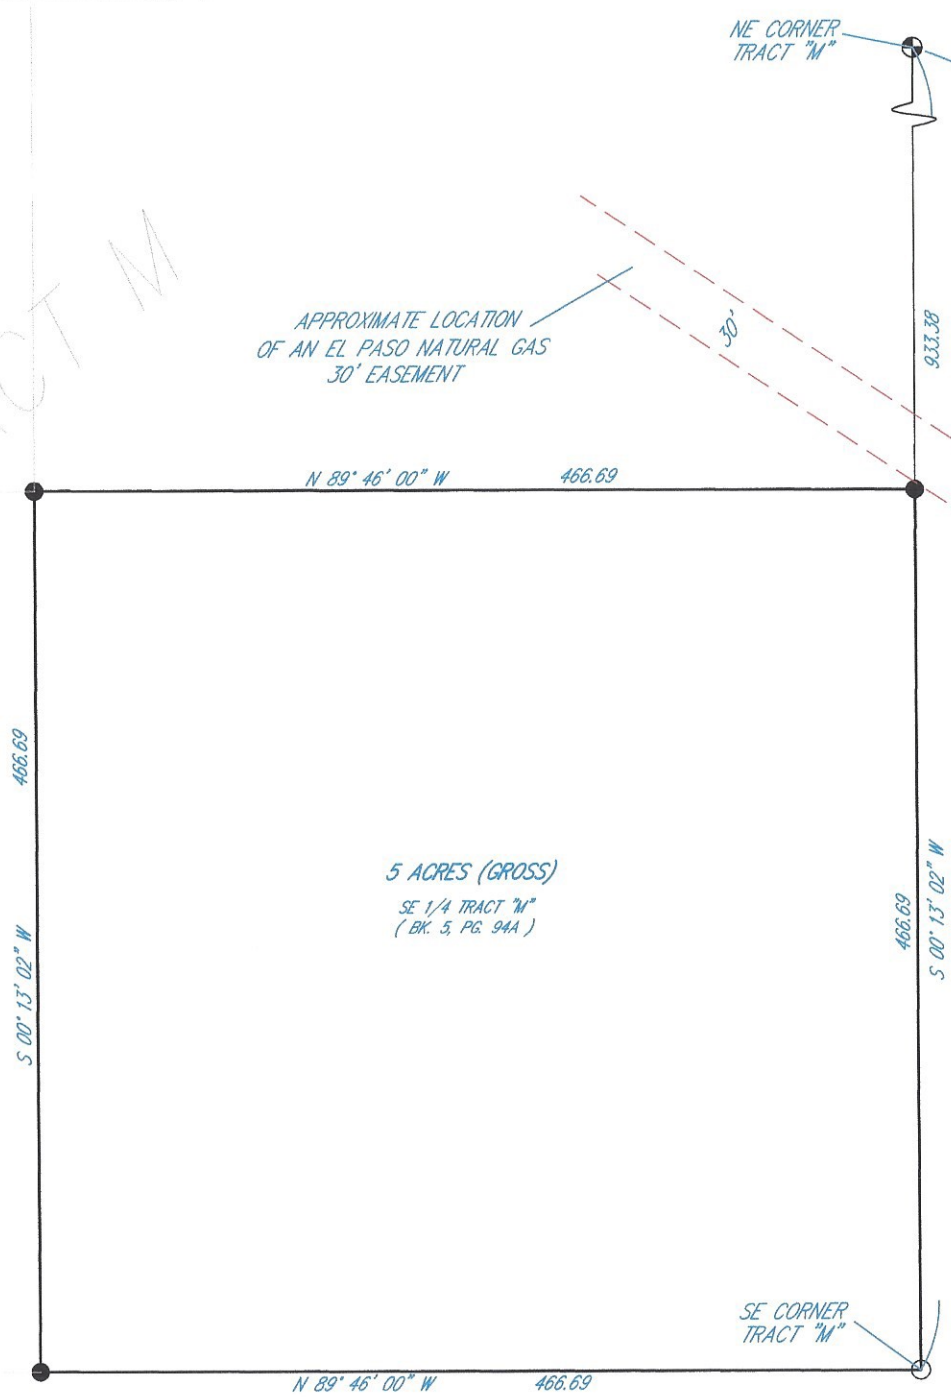 NE CORNER
TRACT "M"
CT M
APPROXIMATE LOCATION
OF AN EL PASO NATURAL GAS
30' EASEMENT
30'
933.38
N 89° 46' 00" W 466.69
466.69
S 00° 13' 02" W
5 ACRES (GROSS)
SE 1/4 TRACT "M"
( BK. 5, PG. 94A )
466.69
S 00° 13' 02" W
SE CORNER
TRACT "M"
N 89° 46' 00" W 466.69